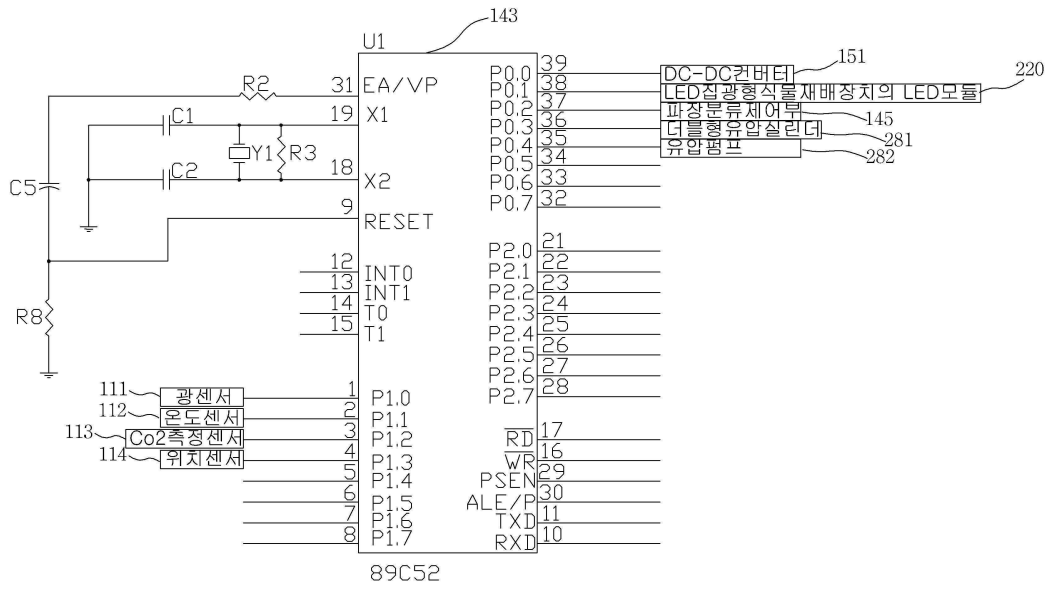 143
U1
31 EA/VP
R2
19 X1
C1
Y1 R3
C2
18 X2
C5
9 RESET
R8
12 INT0
13 INT1
14 T0
15 T1
111 광센서 1 P1.0
112 온도센서 2 P1.1
113 Co2측정센서 3 P1.2
114 위치센서 4 P1.3
5 P1.4
6 P1.5
7 P1.6
8 P1.7
P0.0 39 DC-DC컨버터 151
P0.1 38 LED집광형식물재배장치의 LED모듈 220
P0.2 37 파장분류제어부 145
P0.3 36 더블형유압실린더 281
P0.4 35 유압펌프 282
P0.5 34
P0.6 33
P0.7 32
P2.0 21
P2.1 22
P2.2 23
P2.3 24
P2.4 25
P2.5 26
P2.6 27
P2.7 28
RD 17
WR 16
PSEN 29
ALE/P 30
TXD 11
RXD 10
89C52